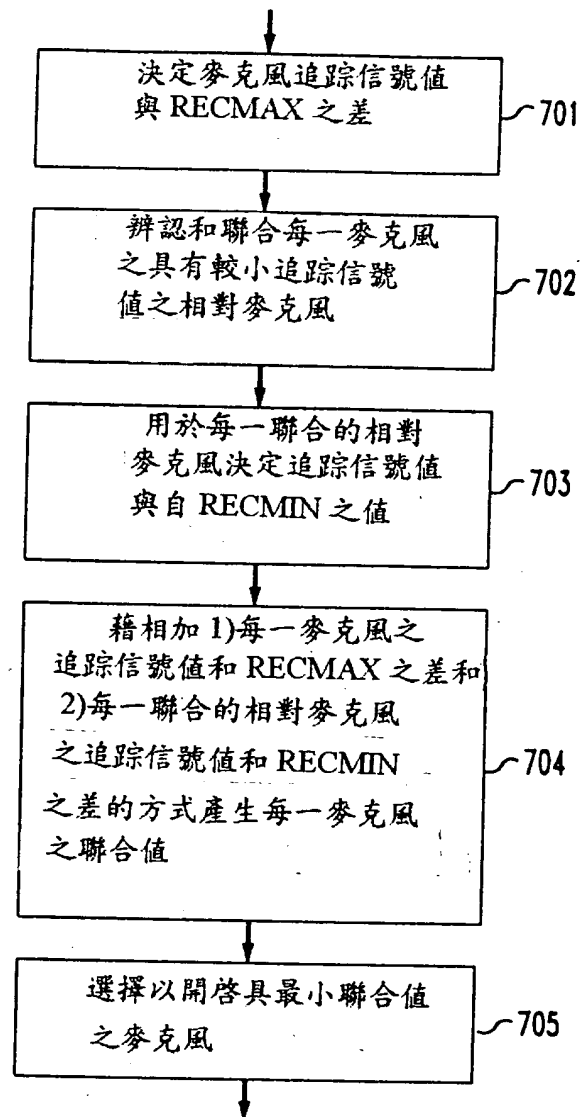 決定麥克風追踪信號值
與 RECMAX 之差
701
辨認和聯合每一麥克風
之具有較小追踪信號
值之相對麥克風
702
用於每一聯合的相對
麥克風決定追踪信號值
與自 RECMIN 之值
703
藉相加 1)每一麥克風之
追踪信號值和 RECMAX 之差和
2)每一聯合的相對麥克風
之追踪信號值和 RECMIN
之差的方式產生每一麥克風
之聯合值
704
選擇以開啓具最小聯合值
之麥克風
705